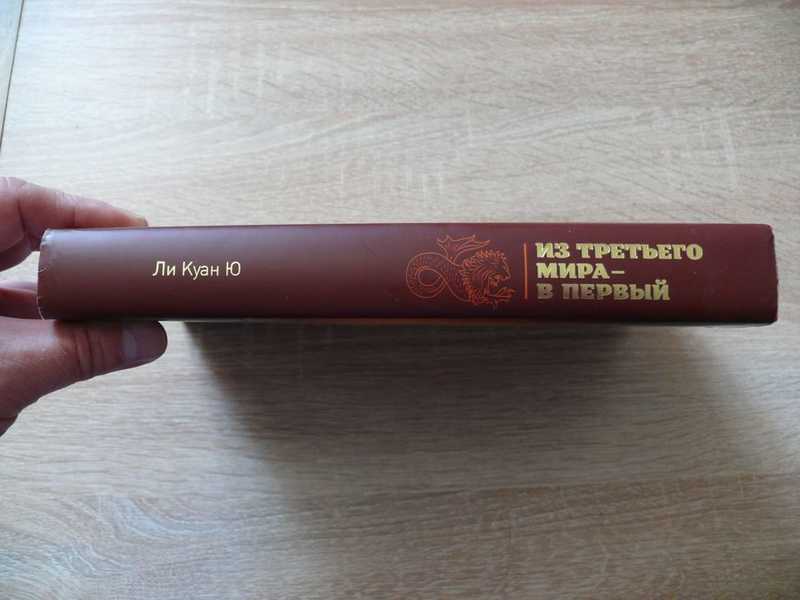 Ли Куан Ю
ИЗ ТРЕТЬЕГО
МИРА–
В ПЕРВЫЙ